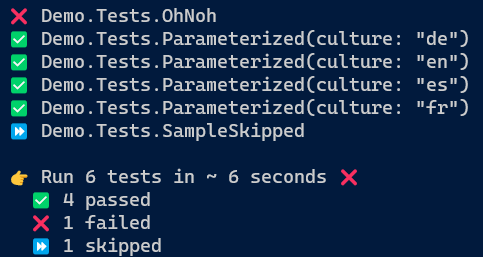 ❌ Demo.Tests.OhNoh
✅ Demo.Tests.Parameterized(culture: "de")
✅ Demo.Tests.Parameterized(culture: "en")
✅ Demo.Tests.Parameterized(culture: "es")
✅ Demo.Tests.Parameterized(culture: "fr")
⏩ Demo.Tests.SampleSkipped
👉 Run 6 tests in ~ 6 seconds ❌
✅ 4 passed
❌ 1 failed
⏩ 1 skipped